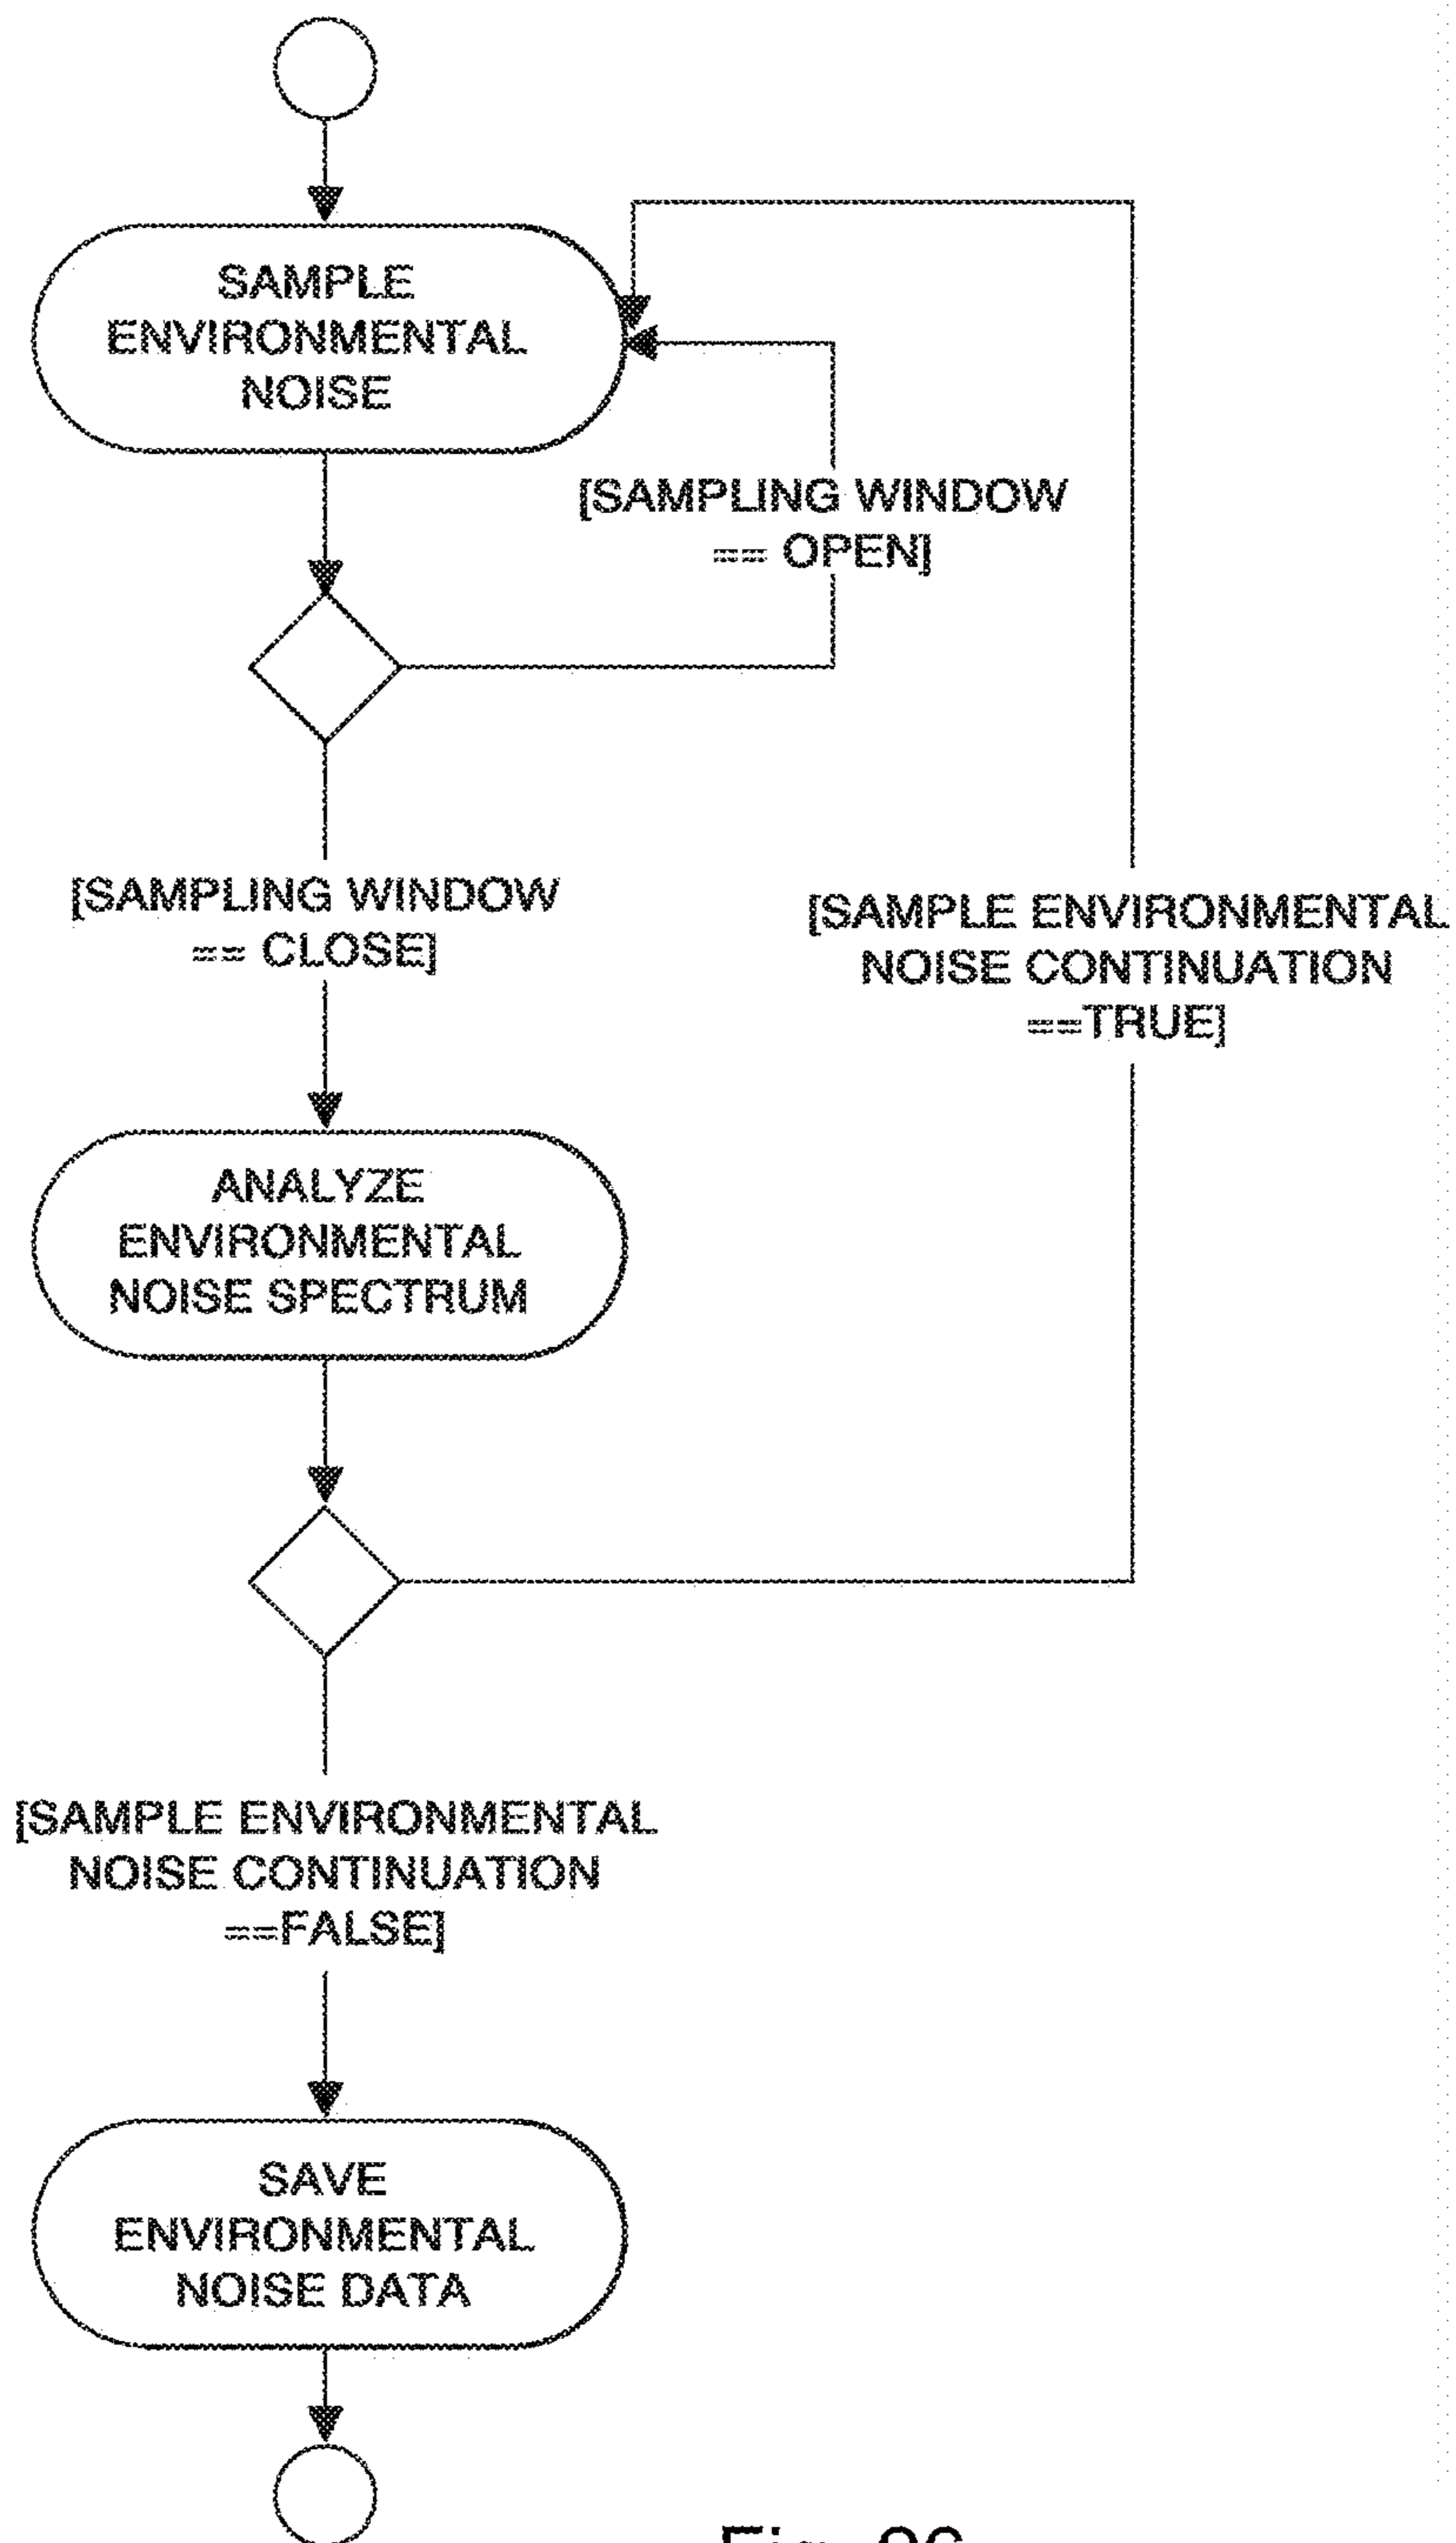 SAMPLE
ENVIRONMENTAL
NOISE
[SAMPLING WINDOW
== OPEN]
[SAMPLING WINDOW
== CLOSE]
[SAMPLE ENVIRONMENTAL
NOISE CONTINUATION
==TRUE]
ANALYZE
ENVIRONMENTAL
NOISE SPECTRUM
[SAMPLE ENVIRONMENTAL
NOISE CONTINUATION
==FALSE]
SAVE
ENVIRONMENTAL
NOISE DATA
Fig.